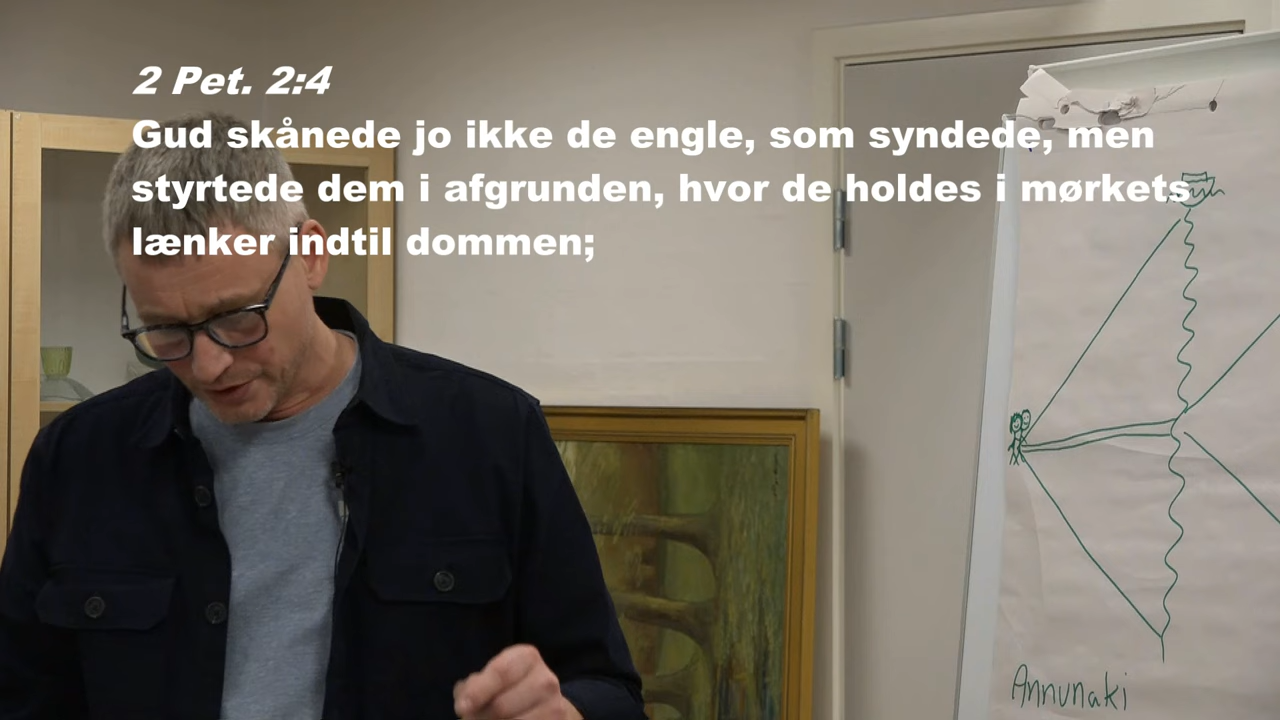 2 Pet. 2:4
Gud skånede jo ikke de engle, som syndede, men
styrtede dem i afgrunden, hvor de holdes i mørkets
lænker indtil dommen;
Annunaki